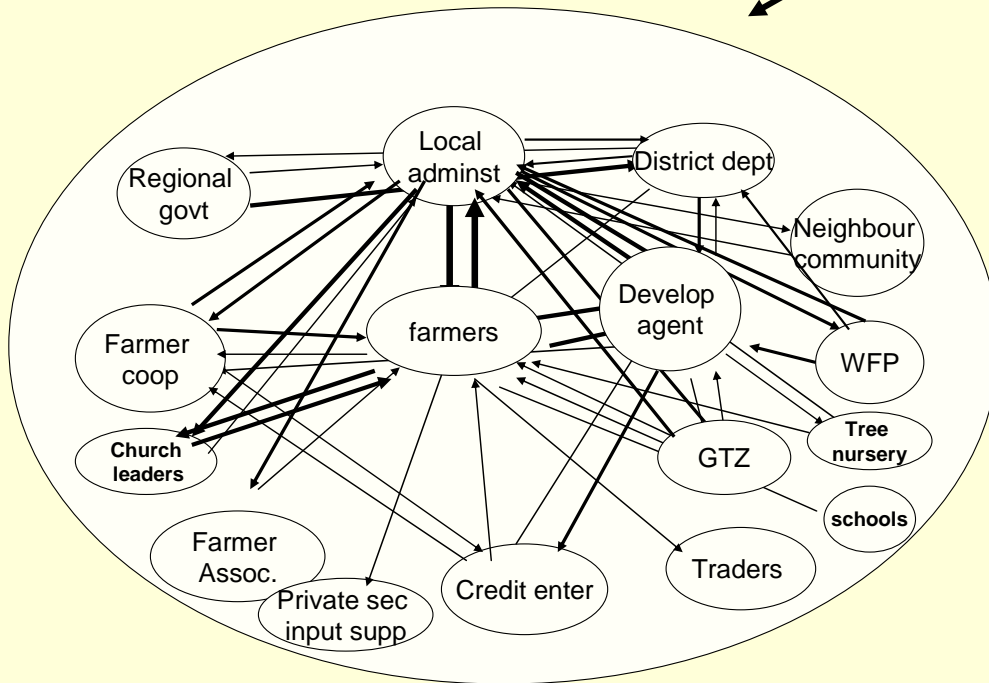 Local
adminst
District dept
Regional
govt
Neighbour
community
Develop
agent
farmers
Farmer
coop
WFP
Church
leaders
Tree
nursery
GTZ
schools
Farmer
Assoc.
Credit enter
Traders
Private sec
input supp